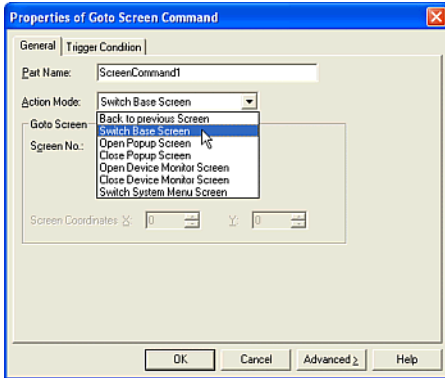 Properties of Goto Screen Command
General Trigger Condition
Part Name: ScreenCommand1
Action Mode: Switch Base Screen
Back to previous Screen
Goto Screen Switch Base Screen
Screen No.: Open Popup Screen
Close Popup Screen
Open Device Monitor Screen
Close Device Monitor Screen
Switch System Menu Screen
Screen Coordinates X: 0 Y: 0
OK Cancel Advanced > Help